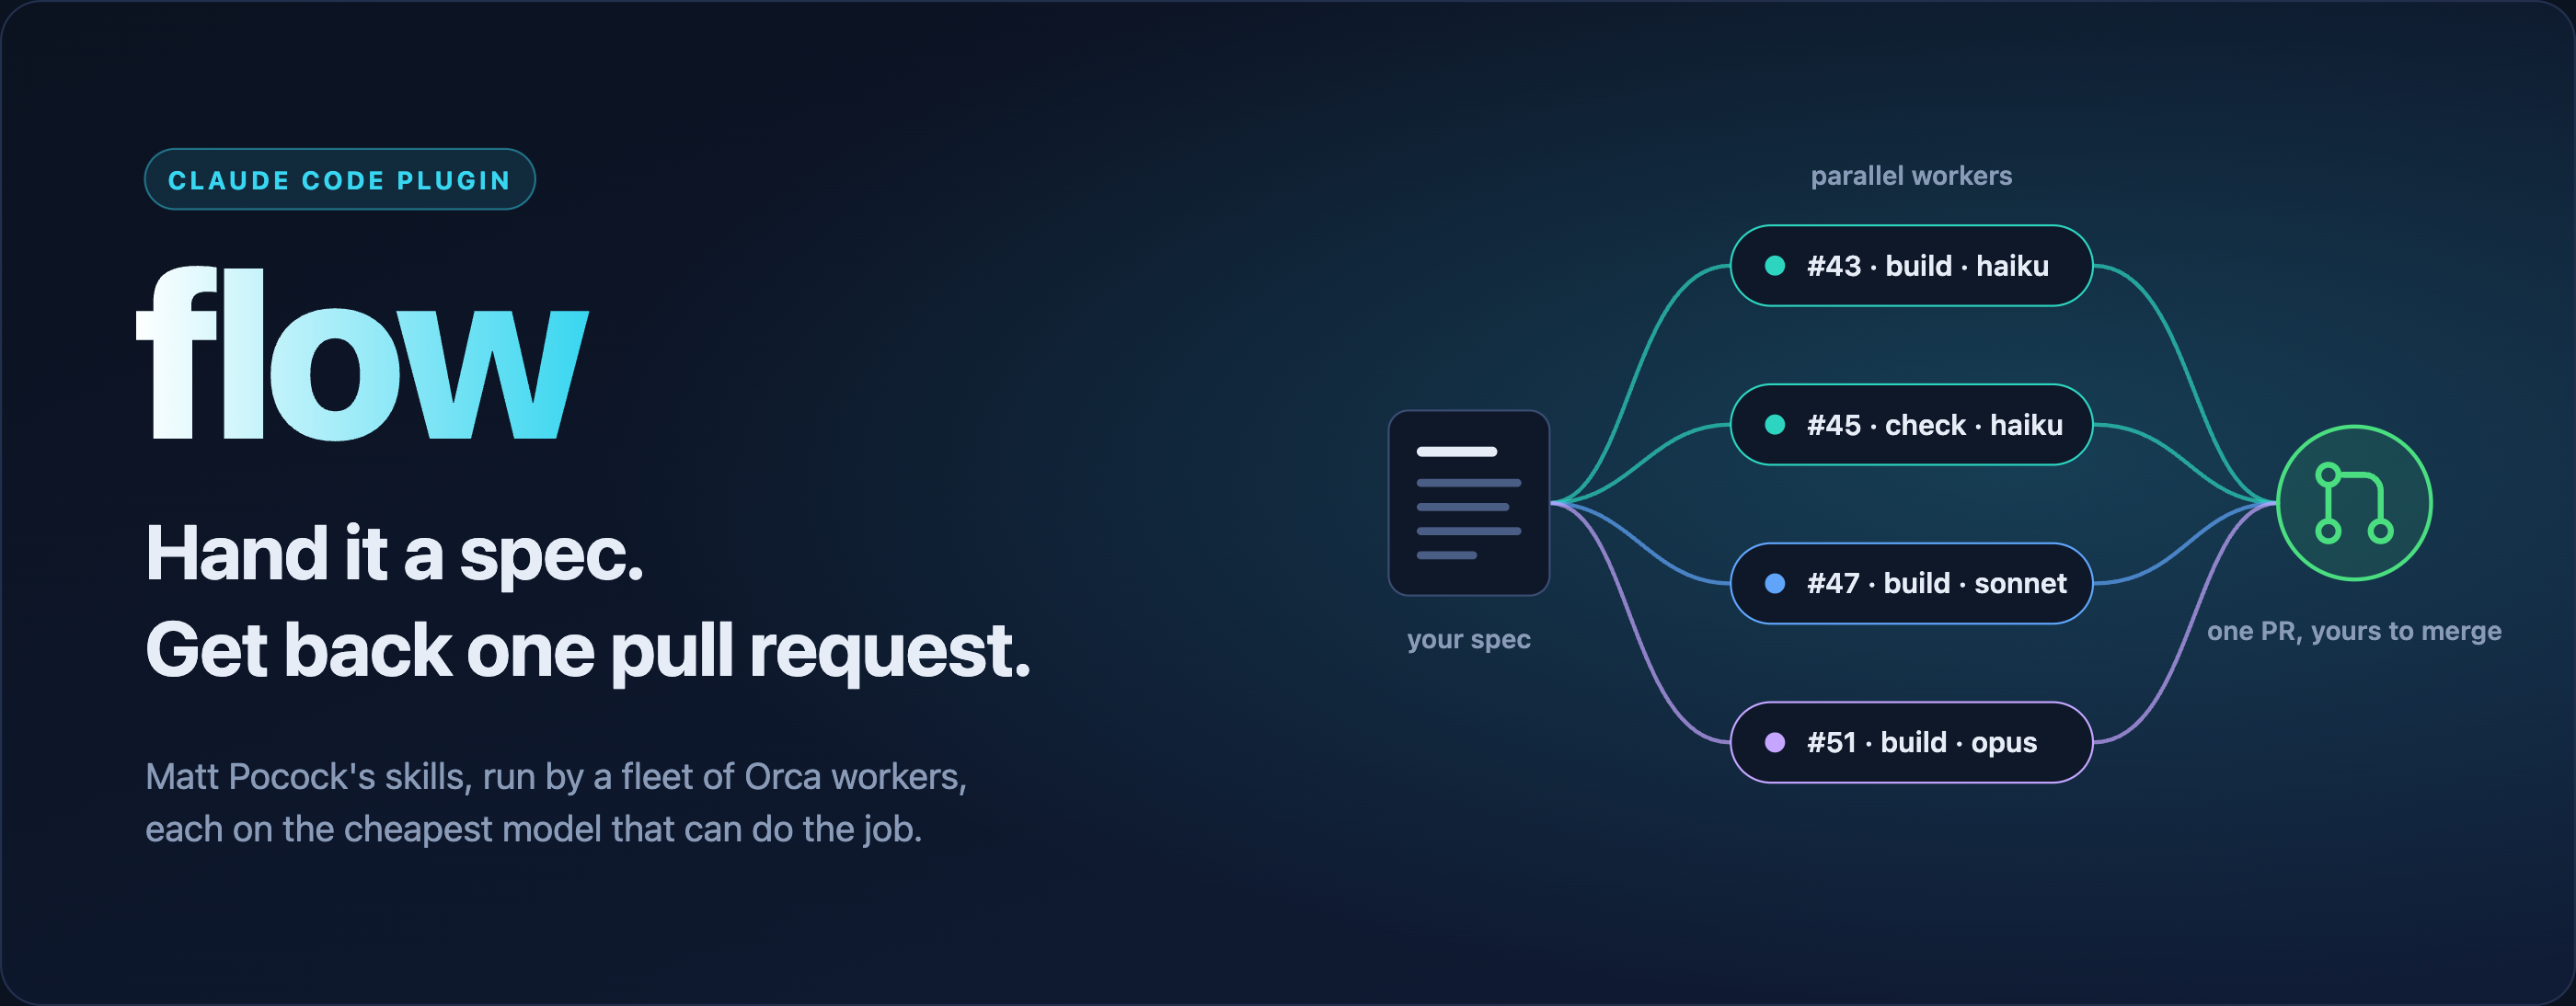 CLAUDE CODE PLUGIN
flow
Hand it a spec.
Get back one pull request.
Matt Pocock's skills, run by a fleet of Orca workers,
each on the cheapest model that can do the job.
your spec
parallel workers
#43 · build · haiku
#45 · check · haiku
#47 · build · sonnet
#51 · build · opus
one PR, yours to merge